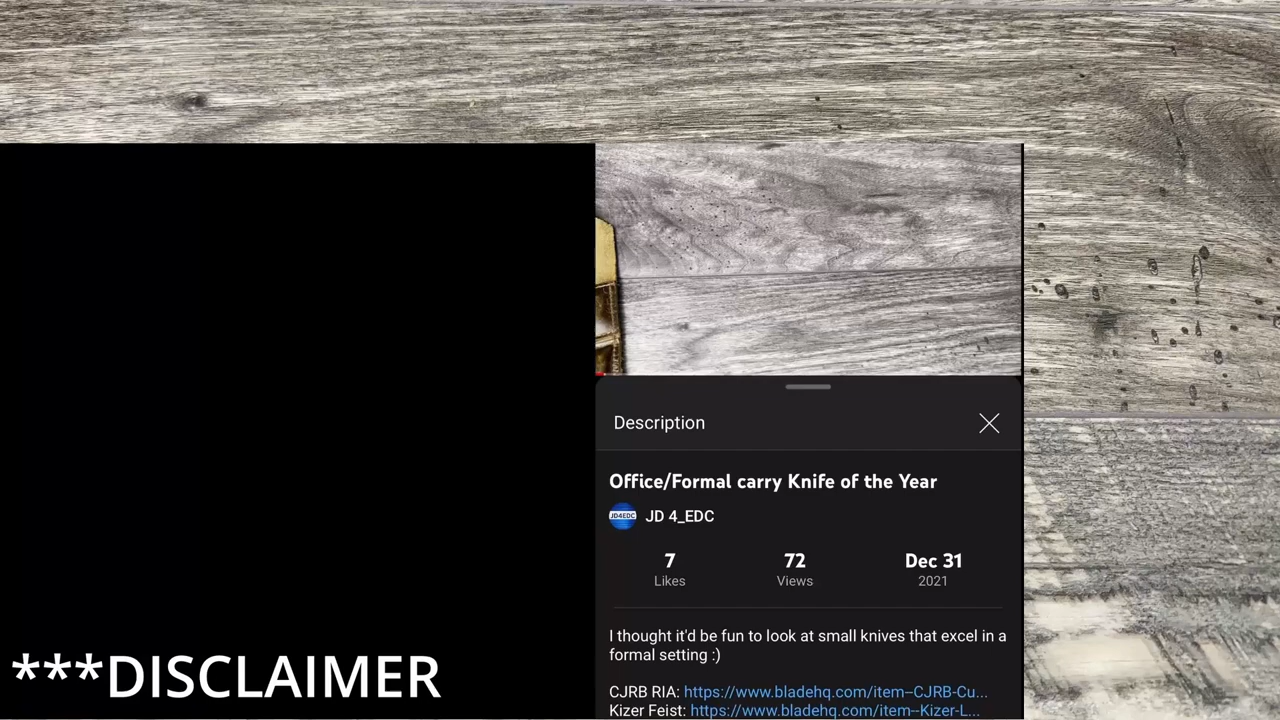 Description
Office/Formal carry Knife of the Year
JD4EDC
JD 4_EDC
7
Likes
72
Views
Dec 31
2021
I thought it'd be fun to look at small knives that excel in a
formal setting :)
CJRB RIA: https://www.bladehq.com/item--CJRB-Cu...
Kizer Feist: https://www.bladehq.com/item--Kizer-L...
***DISCLAIMER